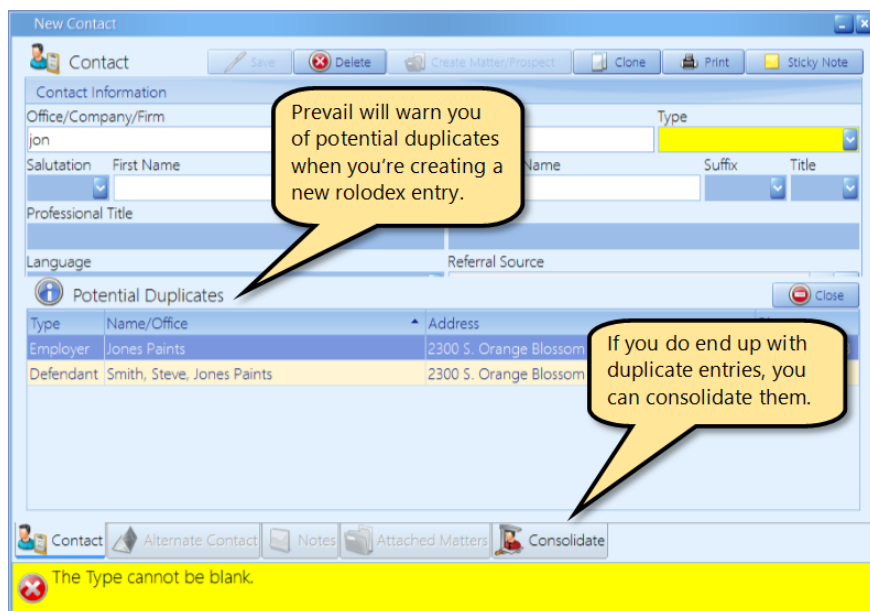 New Contact
Contact Save Delete Create Matter/Prospect Clone Print Sticky Note
Contact Information
Office/Company/Firm Type
jon
Salutation First Name Name Suffix Title
Professional Title
Language Referral Source
Prevail will warn you
of potential duplicates
when you're creating a
new rolodex entry.
Potential Duplicates Close
Type Name/Office Address
Employer Jones Paints 2300 S. Orange Blossom
Defendant Smith, Steve, Jones Paints 2300 S. Orange Blossom
If you do end up with
duplicate entries, you
can consolidate them.
Contact Alternate Contact Notes Attached Matters Consolidate
The Type cannot be blank.